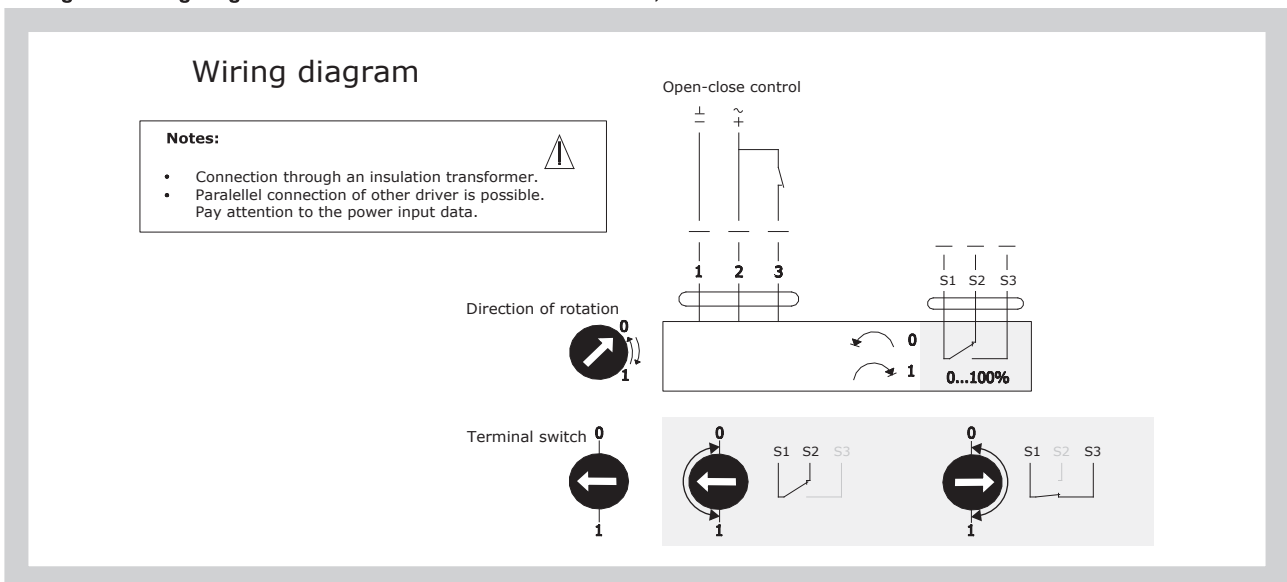 Wiring diagram
Open-close control
⊥ ~
– +
Notes:
• Connection through an insulation transformer.
• Paralellel connection of other driver is possible.
Pay attention to the power input data.
1 2 3
S1 S2 S3
Direction of rotation
0
1
0
1
0...100%
Terminal switch
0
1
0
1
S1 S2 S3
0
1
S1 S2 S3